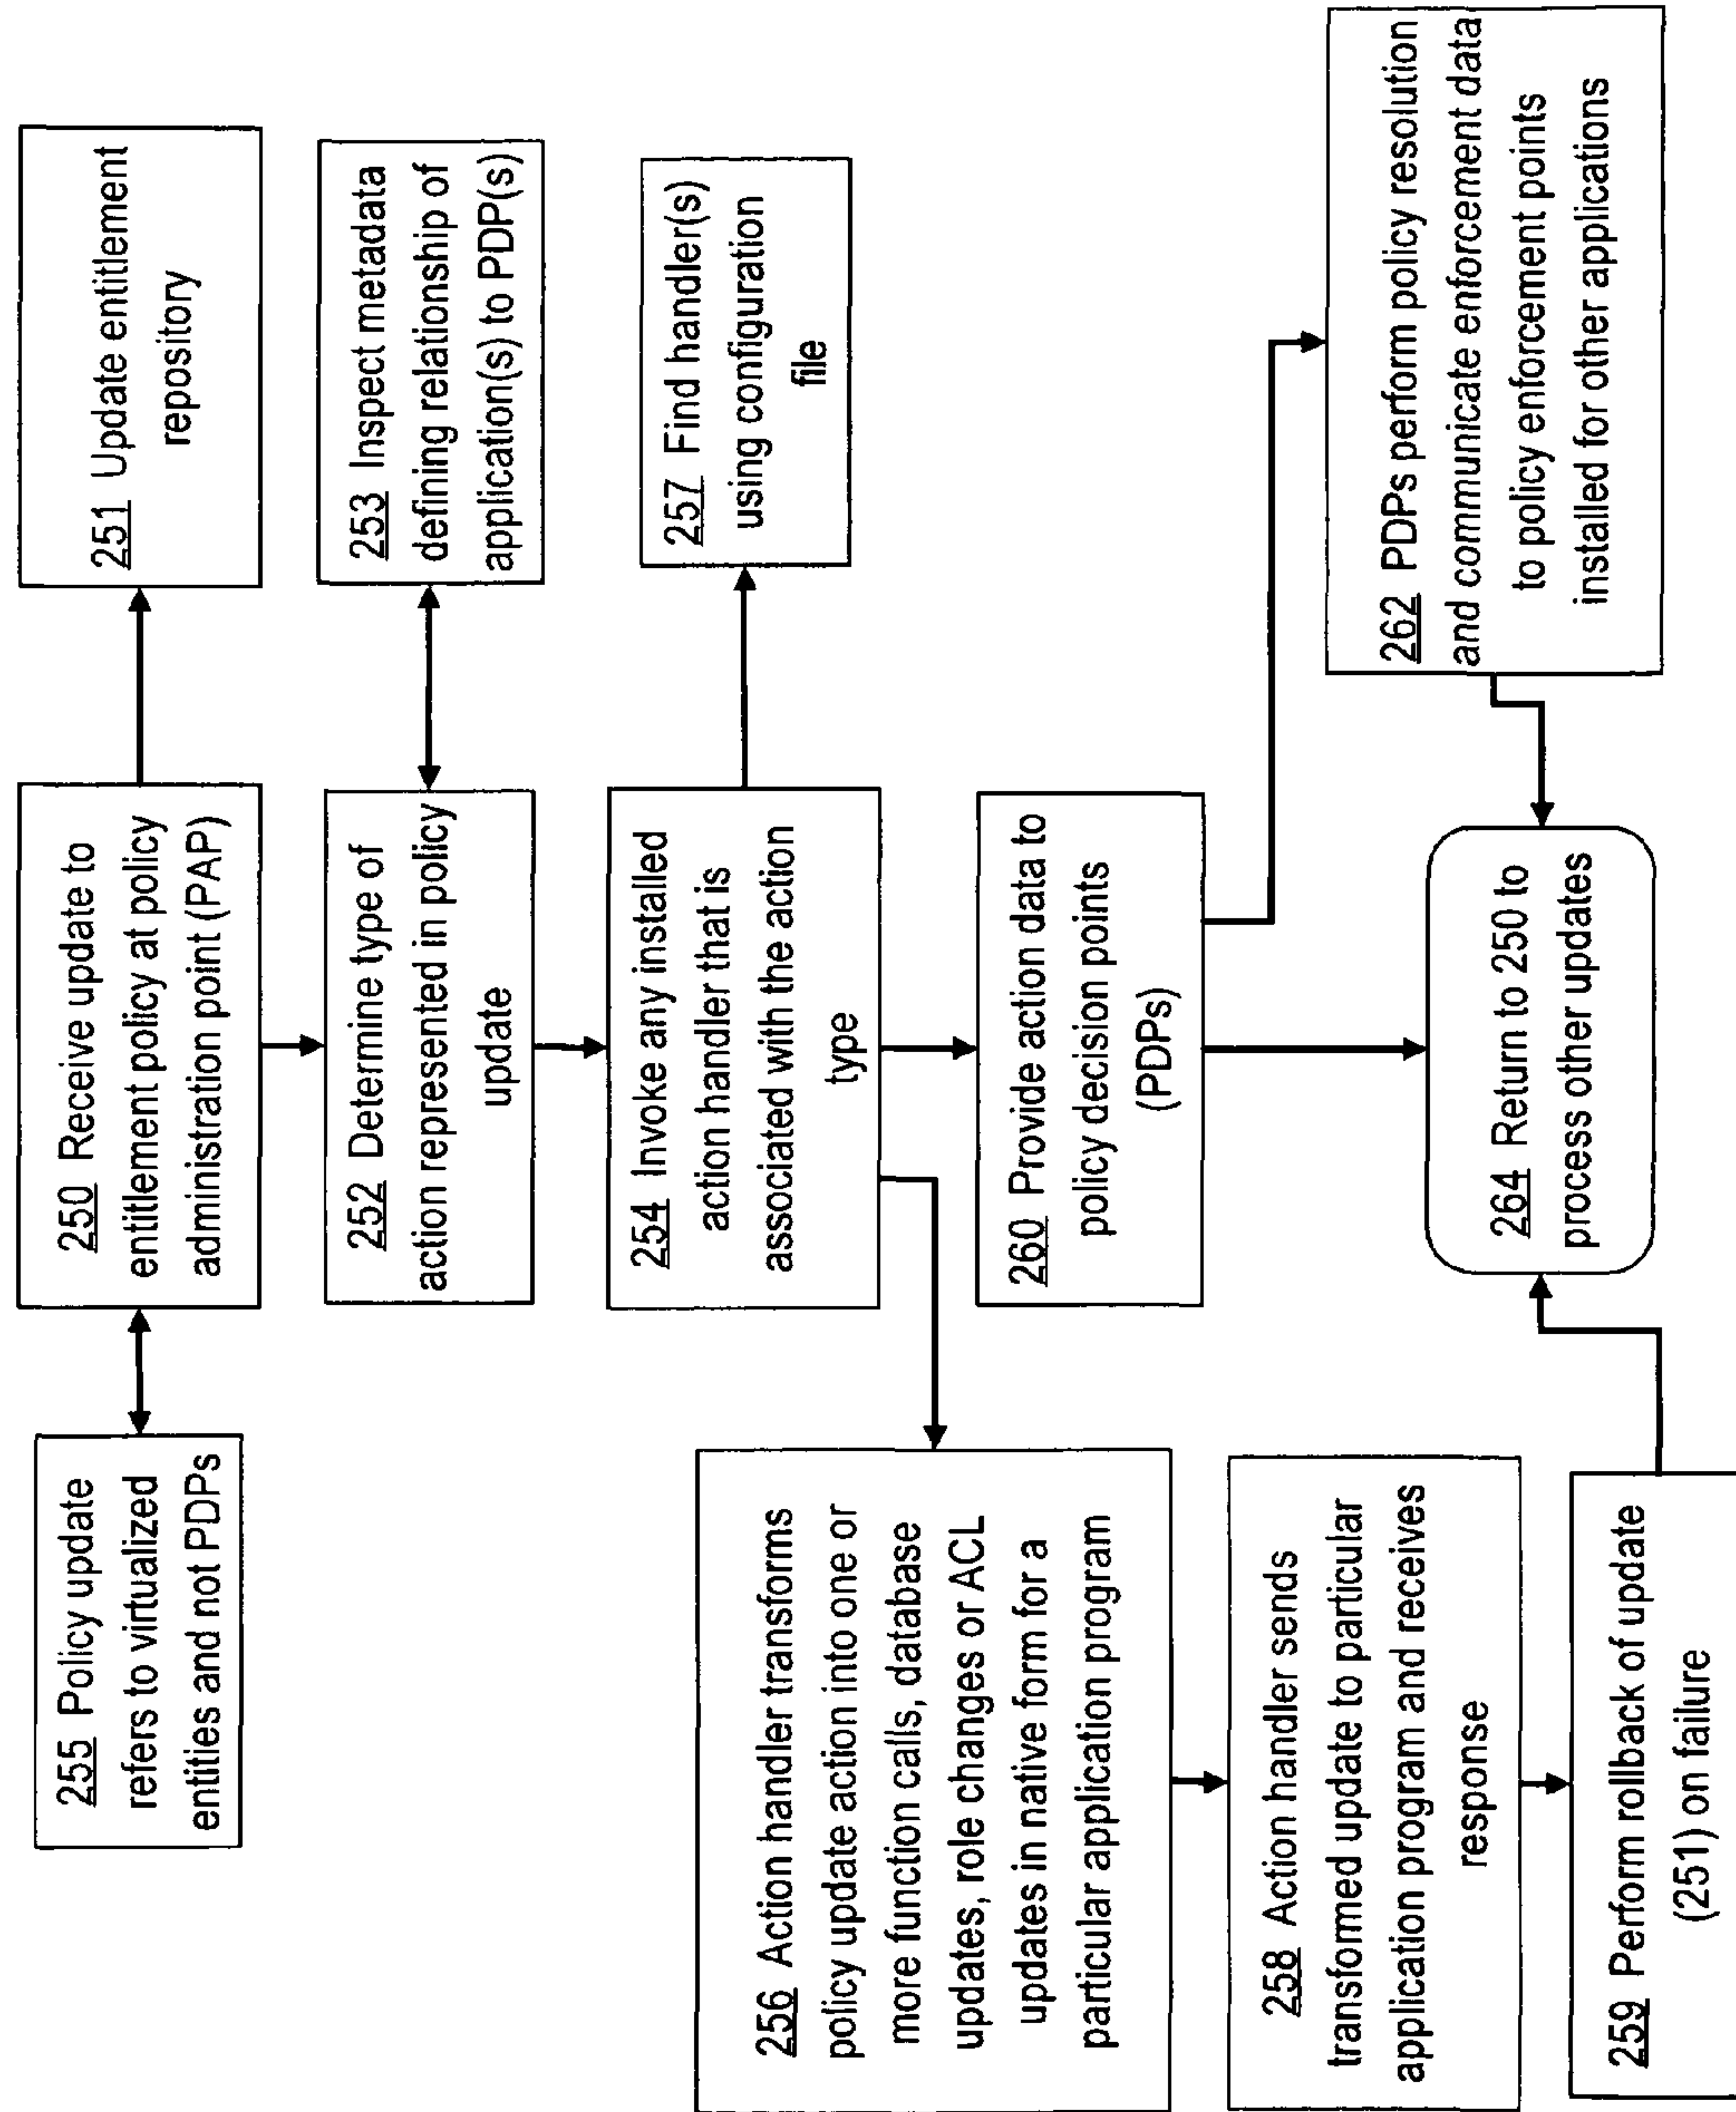 255 Policy update
refers to virtualized
entities and not PDPs
250 Receive update to
entitlement policy at policy
administration point (PAP)
251 Update entitlement
repository
252 Determine type of
action represented in policy
update
253 Inspect metadata
defining relationship of
application(s) to PDP(s)
254 Invoke any installed
action handler that is
associated with the action
type
257 Find handler(s)
using configuration
file
256 Action handler transforms
policy update action into one or
more function calls, database
updates, role changes or ACL
updates in native form for a
particular application program
260 Provide action data to
policy decision points
(PDPs)
258 Action handler sends
transformed update to particular
application program and receives
response
262 PDPs perform policy resolution
and communicate enforcement data
to policy enforcement points
installed for other applications
259 Perform rollback of update
(251) on failure
264 Return to 250 to
process other updates